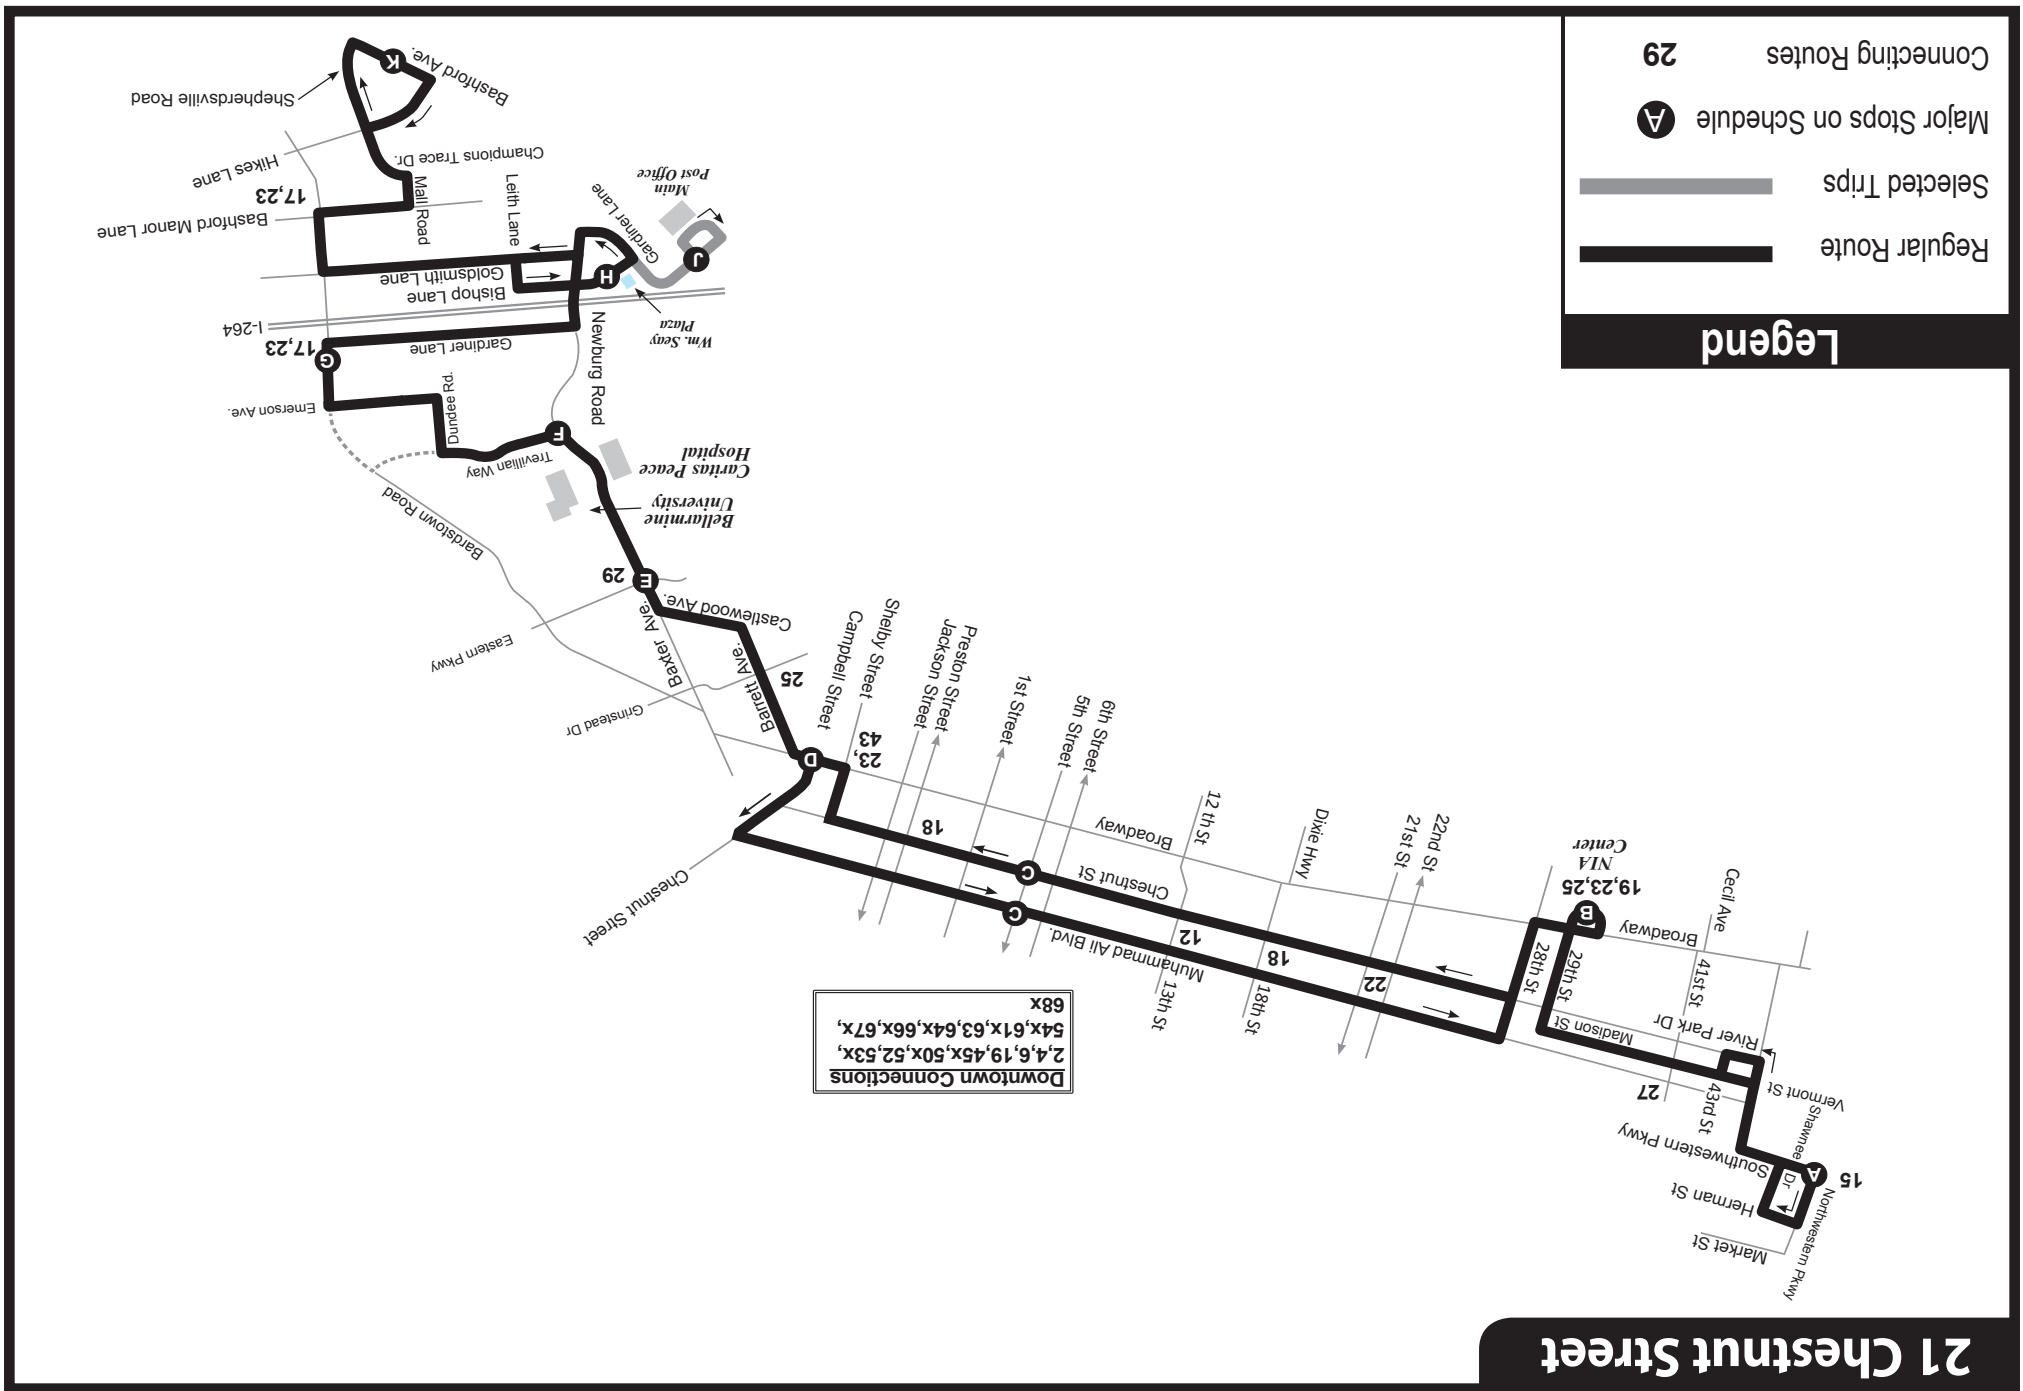 21 Chestnut Street
Market St
Northwestern Pkwy
Herman St
15
A
Shawnee
Dr
Southwestern Pkwy
Vermont St
43rd St
27
River Park Dr
Madison St
41st St
Cecil Ave
Broadway
29th St
28th St
B
19,23,25
NIA
Center
22nd St
21st St
22
18th St
18
Dixie Hwy
13th St
12
12 th St
Downtown Connections
2,4,6,19,45x,50x,52,53x,
54x,61x,63,64x,66x,67x,
68x
Muhammad Ali Blvd.
Chestnut St
Broadway
C
C
6th Street
5th Street
1st Street
18
Preston Street
Jackson Street
Shelby Street
Campbell Street
Chestnut Street
D
23,
43
Barrett Ave.
25
Grinstead Dr
Baxter Ave.
Castlewood Ave.
Eastern Pkwy
E
29
Bardstown Road
Bellarmine
University
Caritas Peace
Hospital
F
Trevillian Way
Dundee Rd.
Emerson Ave.
Newburg Road
G
17,23
Gardiner Lane
Wm. Seay
Plaza
I-264
Bishop Lane
Goldsmith Lane
H
J
Gardiner Lane
Main
Post Office
Leith Lane
Mall Road
Bashford Manor Lane
17,23
Hikes Lane
Champions Trace Dr.
Shepherdsville Road
Bashford Ave.
K
Legend
Regular Route
Selected Trips
Major Stops on Schedule
A
Connecting Routes
29